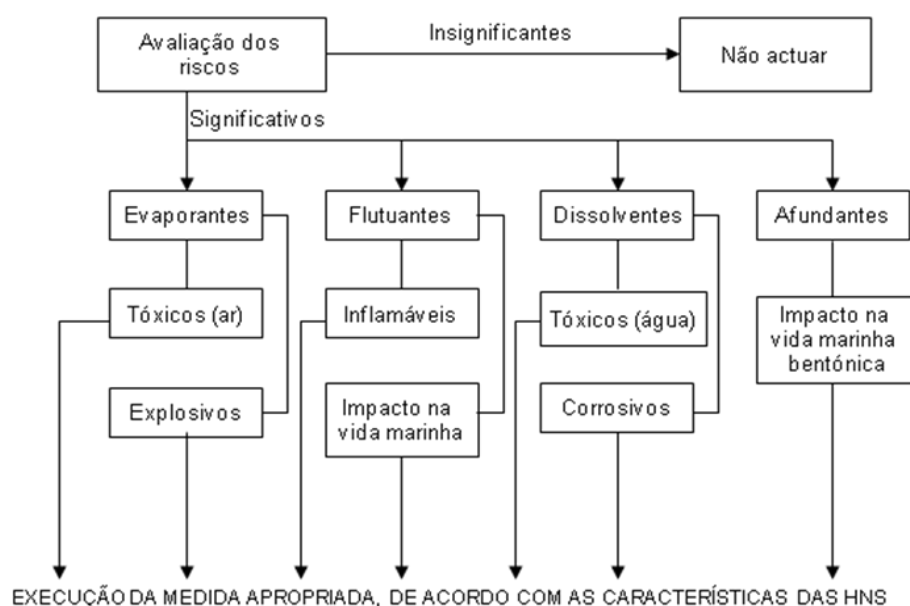 Avaliação dos
riscos
Insignificantes
Não actuar
Significativos
Evaporantes
Flutuantes
Dissolventes
Afundantes
Tóxicos (ar)
Inflamáveis
Tóxicos (água)
Impacto na
vida marinha
bentónica
Explosivos
Impacto na
vida marinha
Corrosivos
EXECUÇÃO DA MEDIDA APROPRIADA, DE ACORDO COM AS CARACTERÍSTICAS DAS HNS